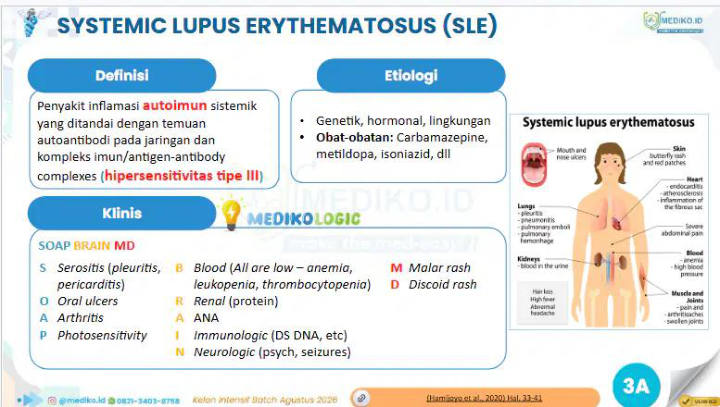 SYSTEMIC LUPUS ERYTHEMATOSUS (SLE)
MEDIKO.ID
Definisi
Penyakit inflamasi autoimun sistemik
yang ditandai dengan temuan
autoantibodi pada jaringan dan
kompleks imun/antigen-antibody
complexes (hipersensitivitas tipe III)
Etiologi
• Genetik, hormonal, lingkungan
• Obat-obatan: Carbamazepine,
metildopa, isoniazid, dll
MEDIKO.ID
Klinis
MEDIKOLOGIC
SOAP BRAIN MD
S Serositis (pleuritis,
pericarditis)
O Oral ulcers
A Arthritis
P Photosensitivity
B Blood (All are low – anemia,
leukopenia, thrombocytopenia)
R Renal (protein)
A ANA
I Immunologic (DS DNA, etc)
N Neurologic (psych, seizures)
M Malar rash
D Discoid rash
Systemic lupus erythematosus
Mouth and
nose ulcers
Skin
butterfly rash
and red patches
Heart
- endocarditis
- atherosclerosis
- inflammation of
the fibrous sac
Lungs
- pleuritis
- pneumonitis
- pulmonary emboli
- pulmonary
hemorrhage
Severe
abdominal pain
Kidneys
- blood in the urine
Blood
- anemia
- high blood
pressure
Hair loss
High fever
Abnormal
headache
Muscle and
Joints
- pain and
arthritisaches
- swollen joints
3A
@mediko.id 0821-3403-8758 Kelan Intensif Batch Agustus 2026
(Hamijoyo et al., 2020) Hal. 33-41